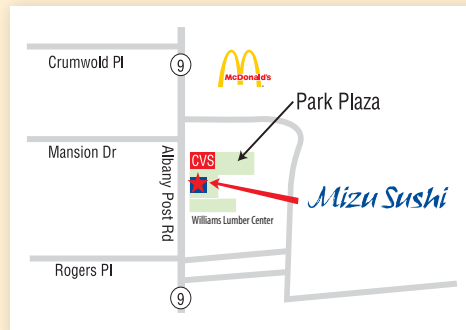 Crumwold Pl
9
McDonald's
Park Plaza
Mansion Dr
Albany Post Rd
CVS
Mizu Sushi
Williams Lumber Center
Rogers Pl
9